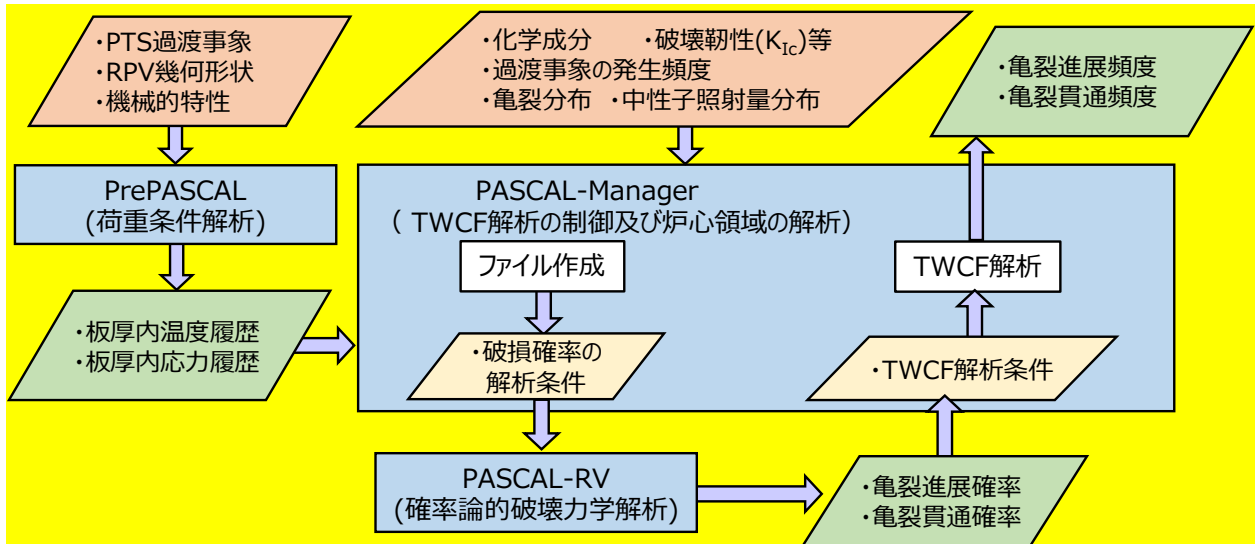 ・PTS過渡事象
・RPV幾何形状
・機械的特性
・化学成分 ・破壊靭性(KIc)等
・過渡事象の発生頻度
・亀裂分布 ・中性子照射量分布
・亀裂進展頻度
・亀裂貫通頻度
PrePASCAL
(荷重条件解析)
PASCAL-Manager
( TWCF解析の制御及び炉心領域の解析)
ファイル作成
TWCF解析
・板厚内温度履歴
・板厚内応力履歴
・破損確率の
解析条件
・TWCF解析条件
PASCAL-RV
(確率論的破壊力学解析)
・亀裂進展確率
・亀裂貫通確率